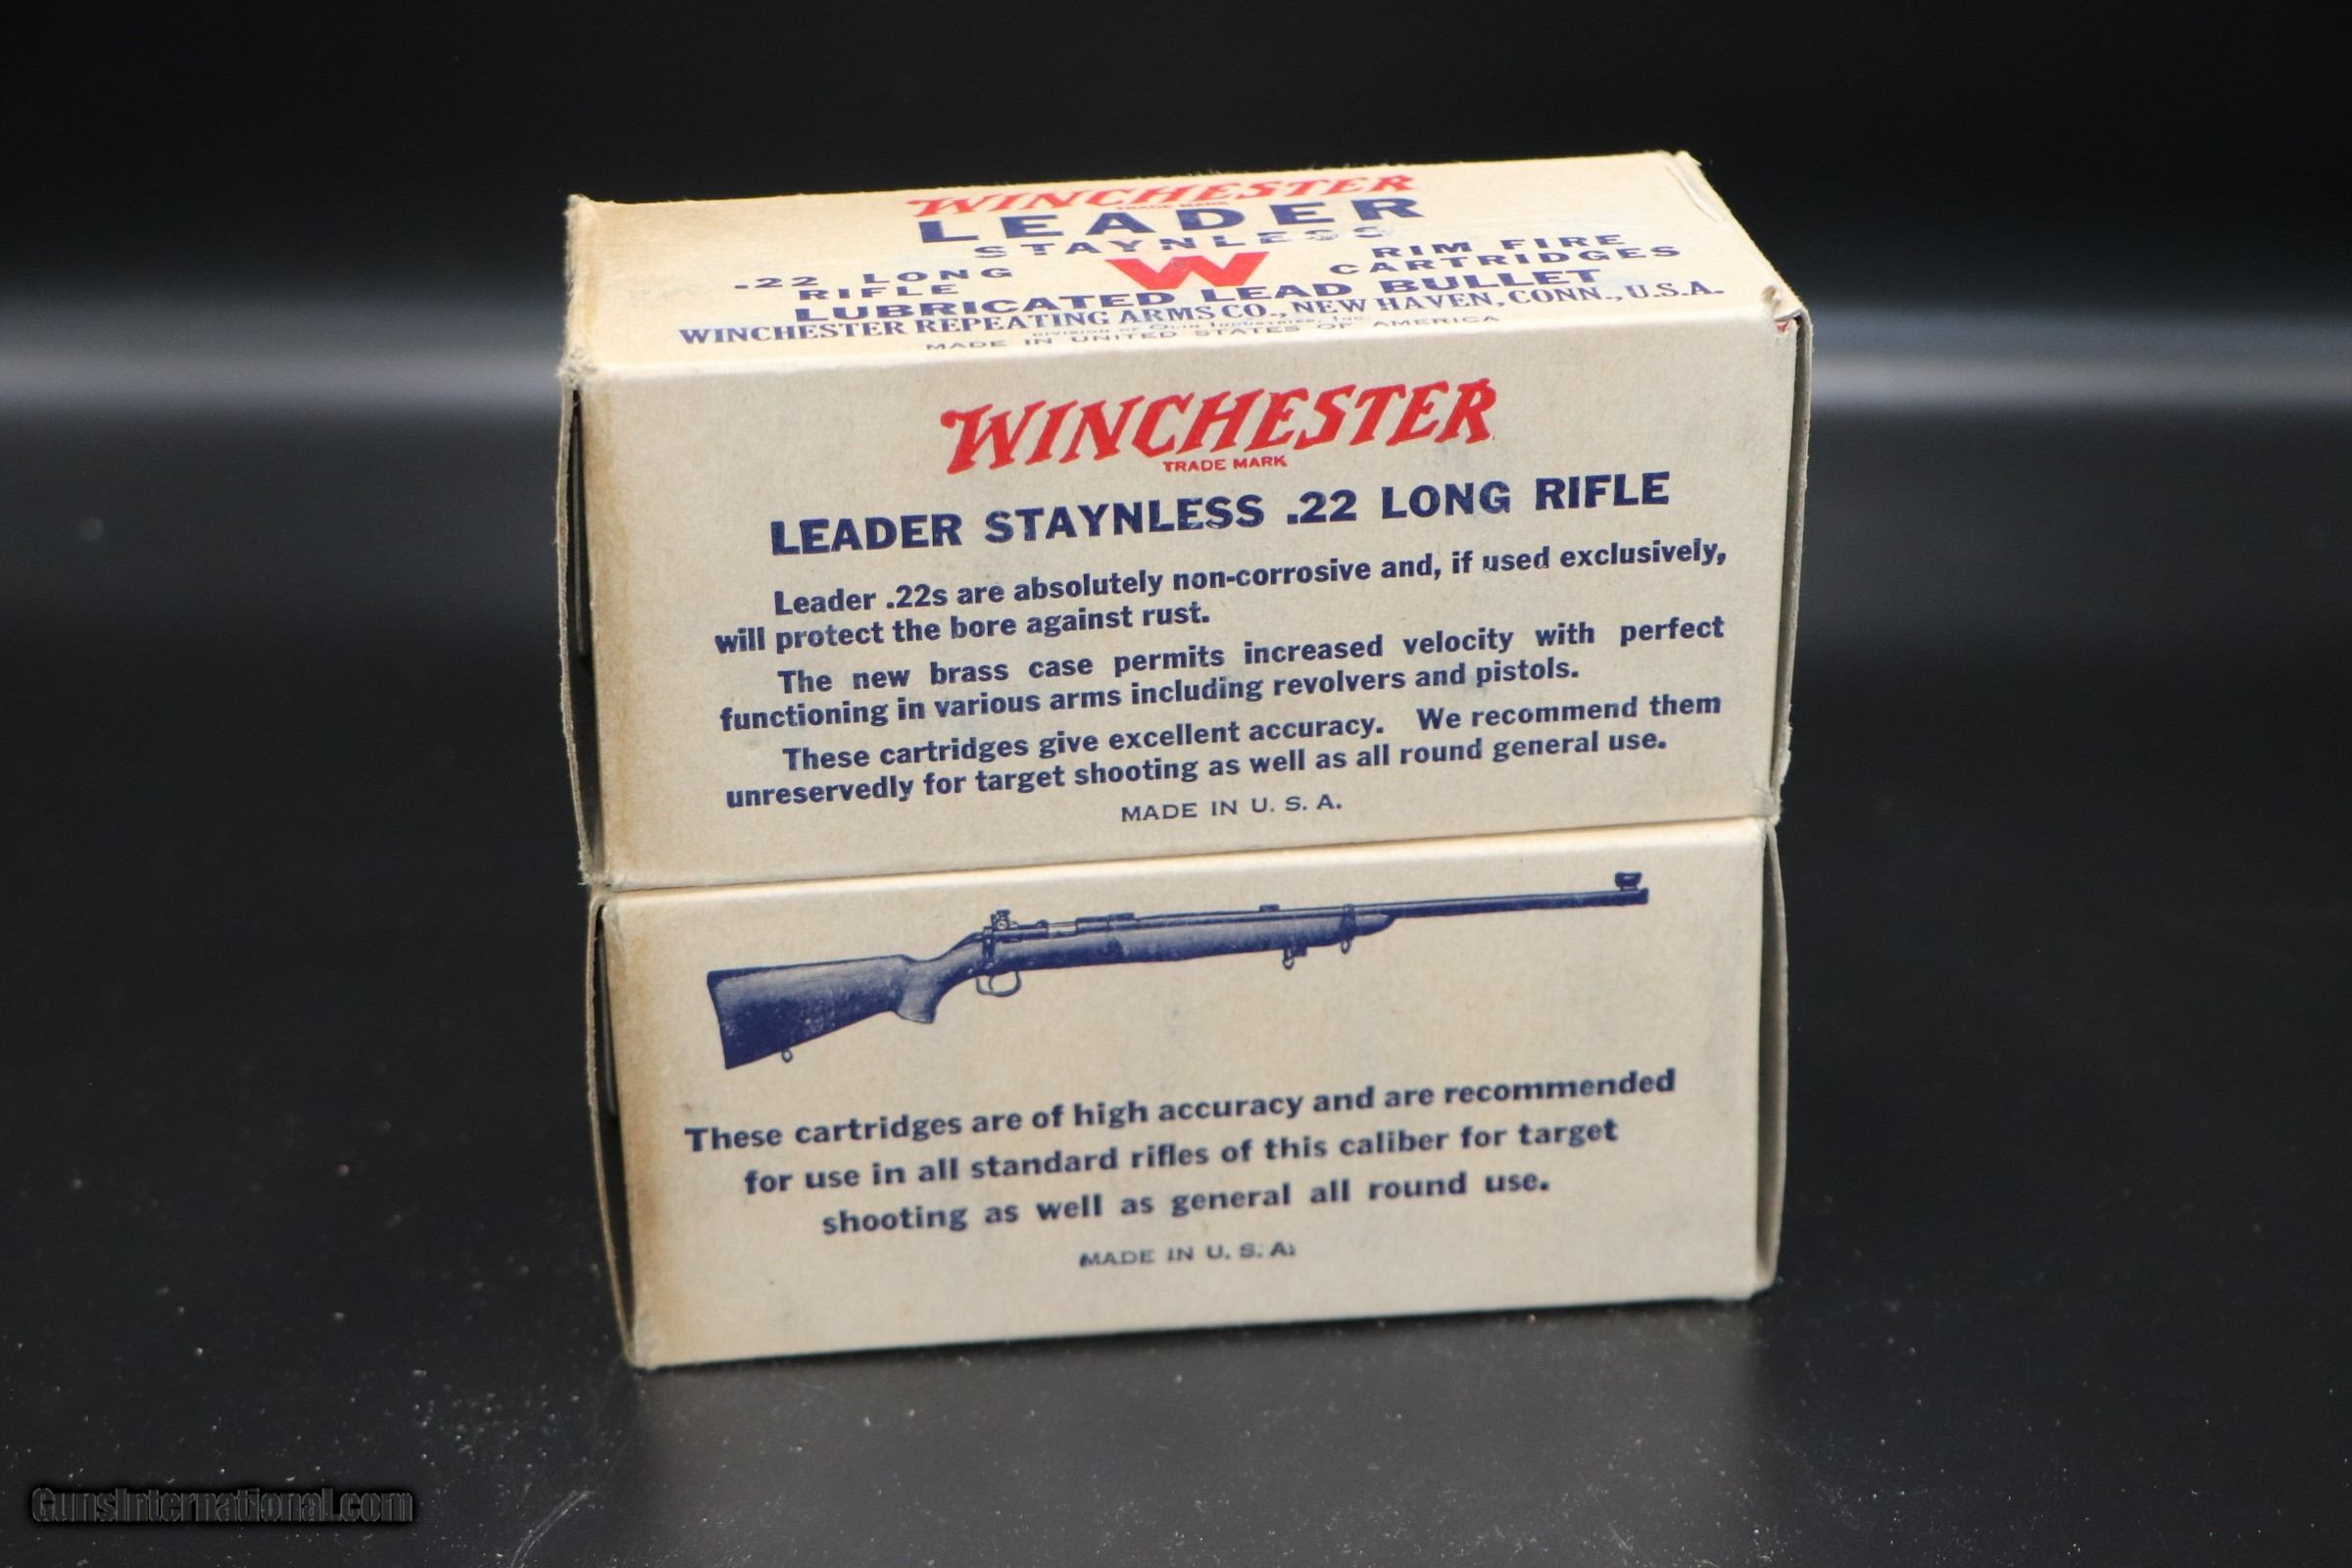 WINCHESTER
TRADE MARK
LEADER
STAYNLESS
.22 LONG RIFLE
W
RIM FIRE CARTRIDGES
LUBRICATED LEAD BULLET
WINCHESTER REPEATING ARMS CO., NEW HAVEN, CONN., U.S.A.
DIVISION OF OLIN INDUSTRIES, INC.
MADE IN UNITED STATES OF AMERICA
WINCHESTER
TRADE MARK
LEADER STAYNLESS .22 LONG RIFLE
Leader .22s are absolutely non-corrosive and, if used exclusively,
will protect the bore against rust.
The new brass case permits increased velocity with perfect
functioning in various arms including revolvers and pistols.
These cartridges give excellent accuracy. We recommend them
unreservedly for target shooting as well as all round general use.
MADE IN U. S. A.
These cartridges are of high accuracy and are recommended
for use in all standard rifles of this caliber for target
shooting as well as general all round use.
MADE IN U. S. A.
GunsInternational.com